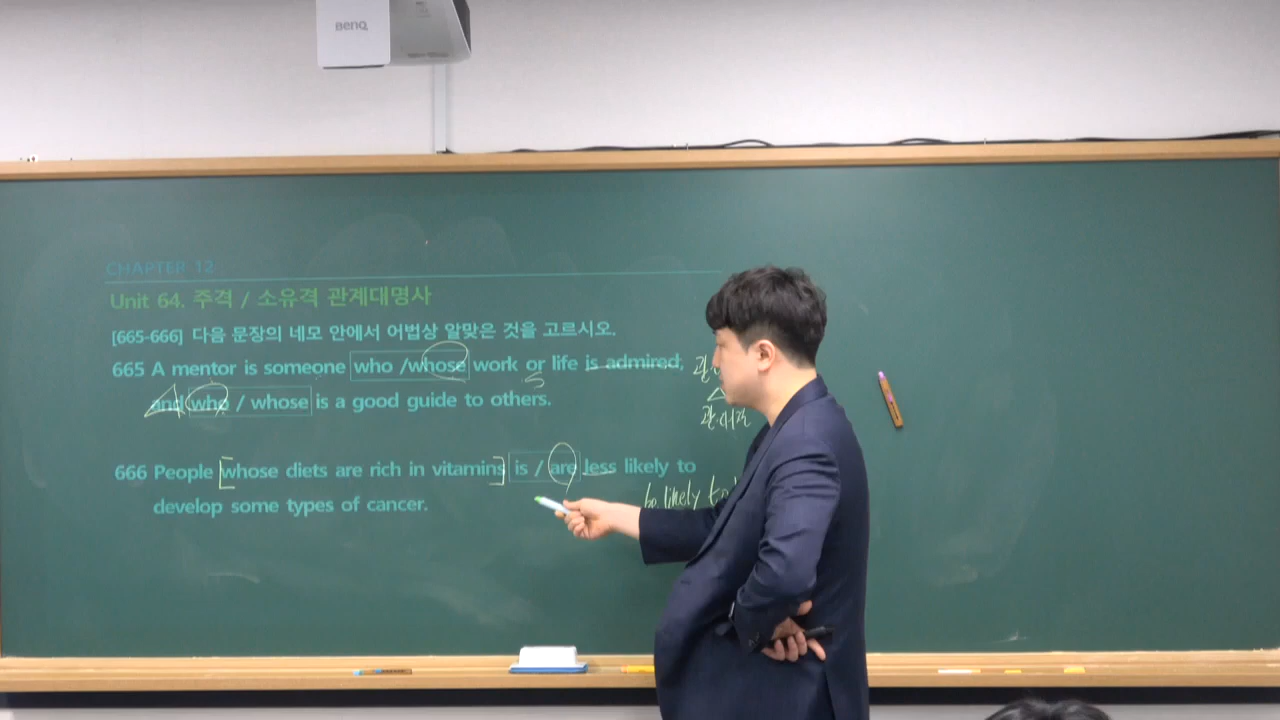 BenQ
CHAPTER 12
Unit 64. 주격 / 소유격 관계대명사
[665-666] 다음 문장의 네모 안에서 어법상 알맞은 것을 고르시오.
665 A mentor is someone who /whose work or life is admired,
S
and who / whose is a good guide to others.
666 People [whose diets are rich in vitamins] is / are less likely to
be likely to
develop some types of cancer.